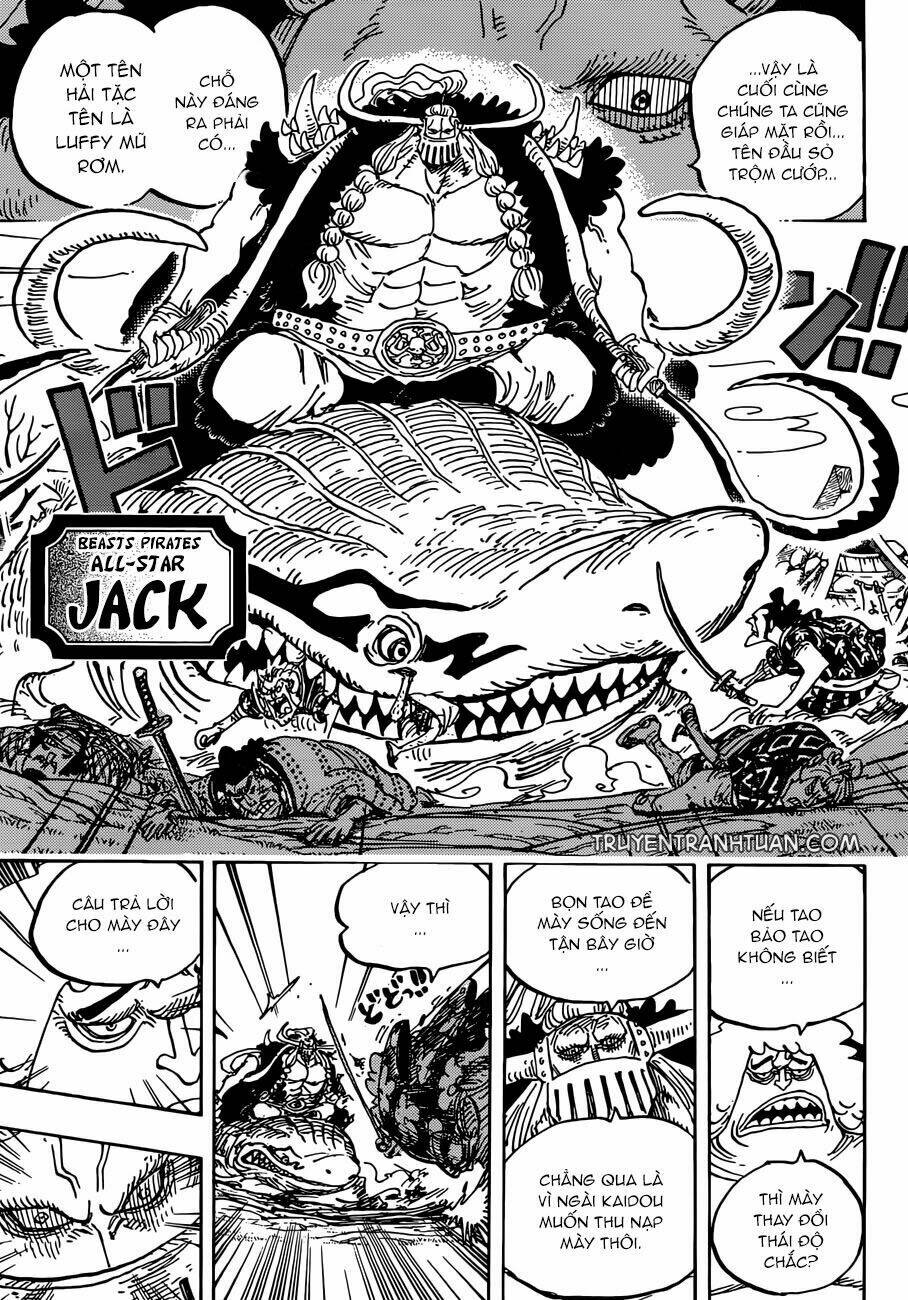 ...VẬY LÀ
CUỐI CÙNG
CHÚNG TA CŨNG
GIÁP MẶT RỒI...
TÊN ĐẦU SỎ
TRỘM CƯỚP...
CHỖ
NÀY ĐÁNG
RA PHẢI
CÓ...
MỘT TÊN
HẢI TẶC
TÊN LÀ
LUFFY MŨ
RƠM.
!!!
ド
BEASTS PIRATES
ALL-STAR
JACK
TRUYENTRANHTUAN.COM
NẾU TAO
BẢO TAO
KHÔNG BIẾT
...
THÌ MÀY
THAY ĐỔI
THÁI ĐỘ
CHẮC?
BỌN TAO ĐỂ
MÀY SỐNG ĐẾN
TẬN BÂY GIỜ
...
CHẲNG QUA LÀ
VÌ NGÀI KAIDOU
MUỐN THU NẠP
MÀY THÔI.
VẬY THÌ
...
どどっ!!
CÂU TRẢ LỜI
CHO MÀY ĐÂY
...